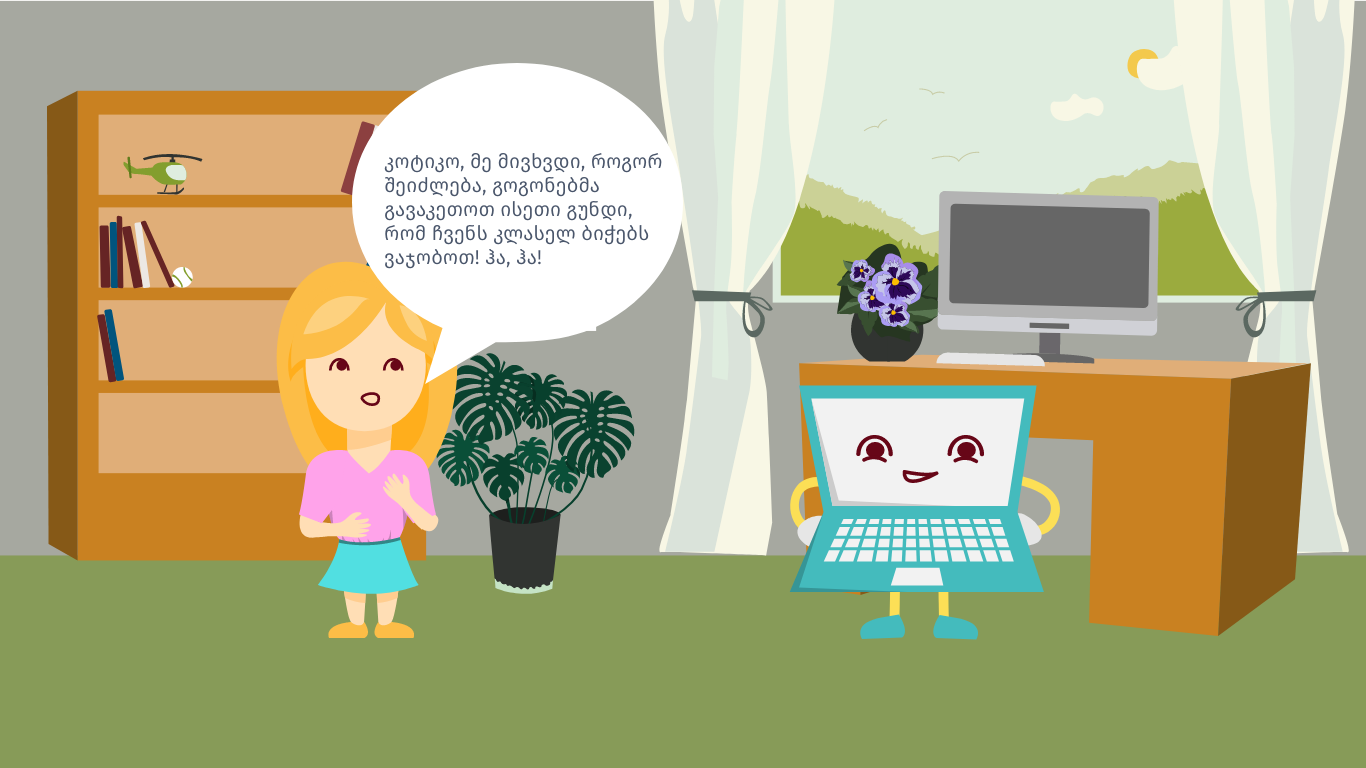 კოტიკო, მე მივხვდი, როგორ
შეიძლება, გოგონებმა
გავაკეთოთ ისეთი გუნდი,
რომ ჩვენს კლასელ ბიჭებს
ვაჯობოთ! ჰა, ჰა!